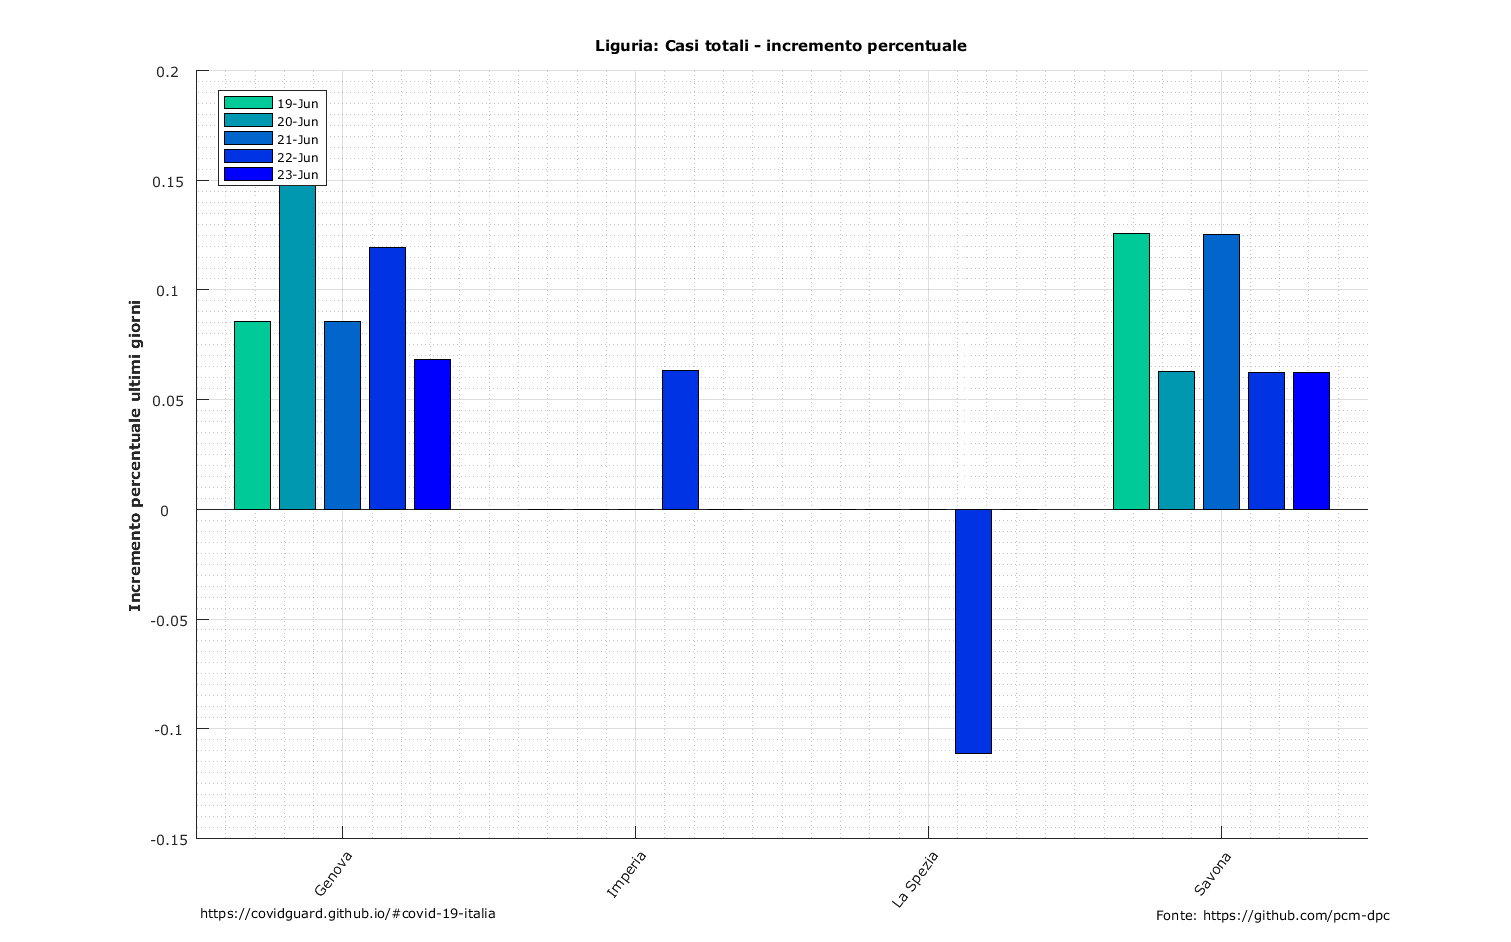 Liguria: Casi totali - incremento percentuale
Incremento percentuale ultimi giorni
0.2
0.15
0.1
0.05
0
-0.05
-0.1
-0.15
19-Jun
20-Jun
21-Jun
22-Jun
23-Jun
Genova
Imperia
La Spezia
Savona
https://covidguard.github.io/#covid-19-italia
Fonte: https://github.com/pcm-dpc